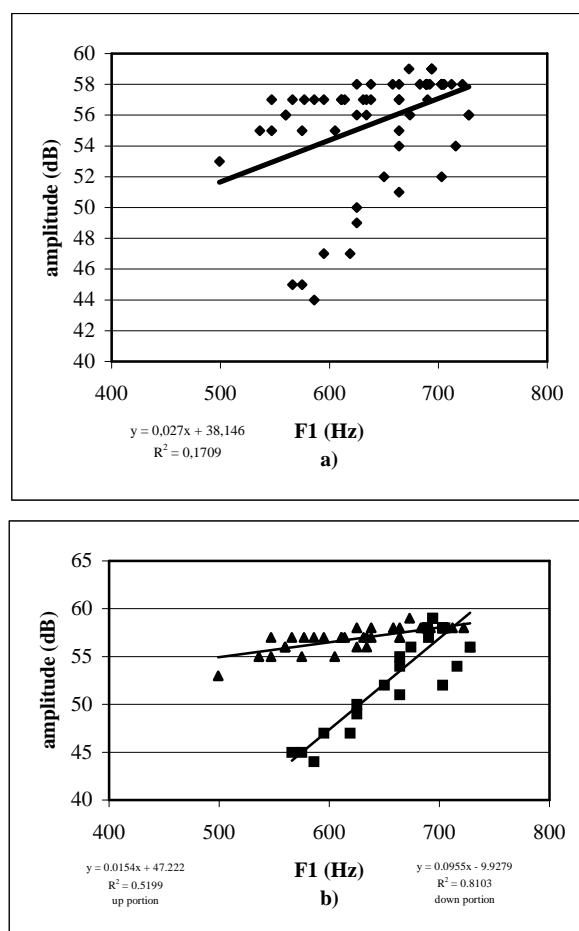 60
58
56
54
52
50
48
46
44
42
40
amplitude (dB)
400 500 600 700 800
F1 (Hz)
y = 0,027x + 38,146
R² = 0,1709
a)
65
60
55
50
45
40
amplitude (dB)
400 500 600 700 800
F1 (Hz)
y = 0.0154x + 47.222
R² = 0.5199
up portion
b)
y = 0.0955x - 9.9279
R² = 0.8103
down portion